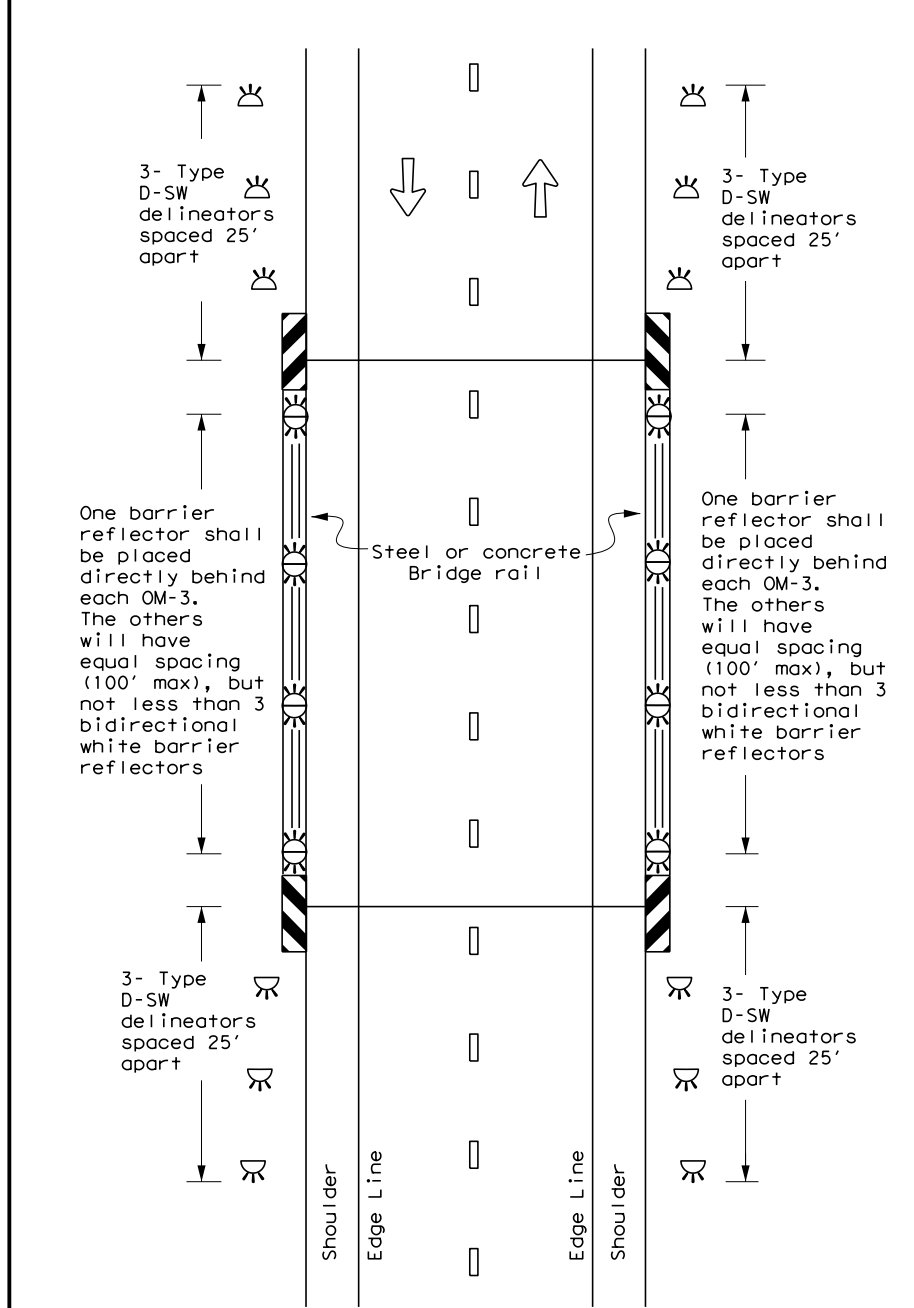 3- Type
D-SW
delineators
spaced 25'
apart
3- Type
D-SW
delineators
spaced 25'
apart
One barrier
reflector shall
be placed
directly behind
each OM-3.
The others
will have
equal spacing
(100' max), but
not less than 3
bidirectional
white barrier
reflectors
Steel or concrete
Bridge rail
One barrier
reflector shall
be placed
directly behind
each OM-3.
The others
will have
equal spacing
(100' max), but
not less than 3
bidirectional
white barrier
reflectors
3- Type
D-SW
delineators
spaced 25'
apart
3- Type
D-SW
delineators
spaced 25'
apart
Shoulder
Edge Line
Edge Line
Shoulder